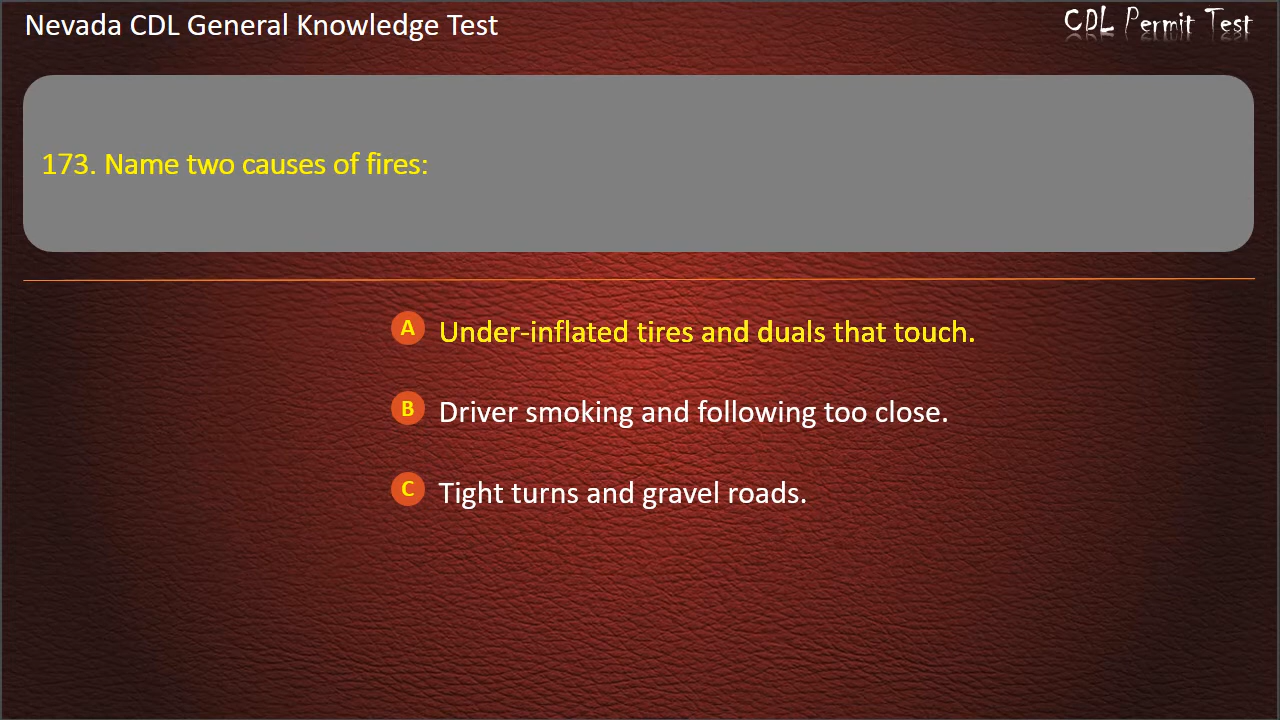 Nevada CDL General Knowledge Test
CDL Permit Test
173. Name two causes of fires:
A Under-inflated tires and duals that touch.
B Driver smoking and following too close.
C Tight turns and gravel roads.